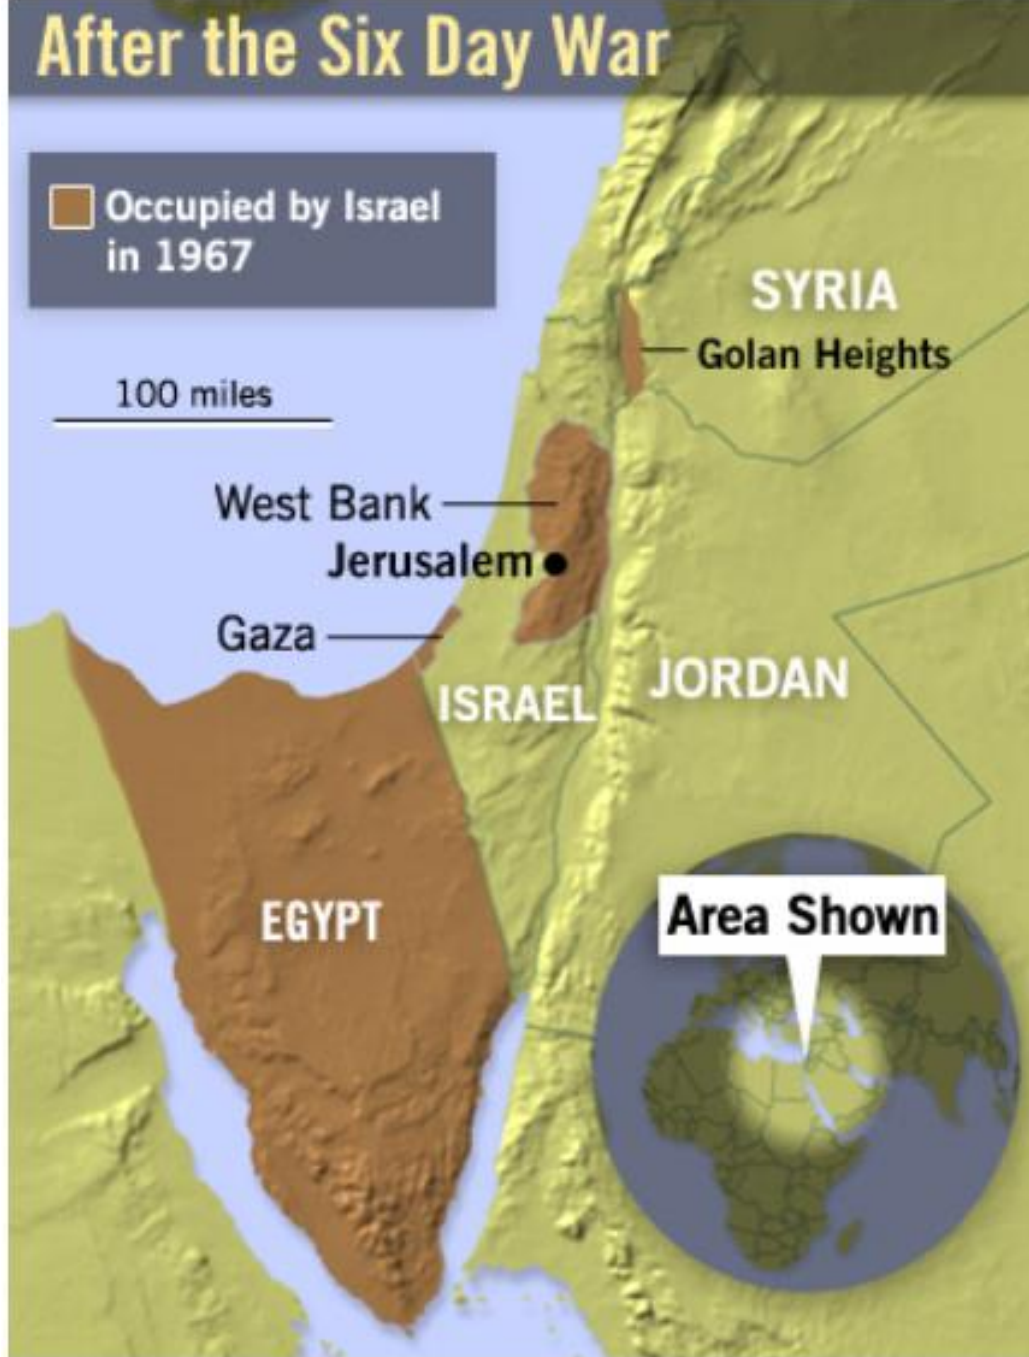 After the Six Day War
Occupied by Israel
in 1967
100 miles
SYRIA
Golan Heights
West Bank
Jerusalem
Gaza
ISRAEL
JORDAN
EGYPT
Area Shown